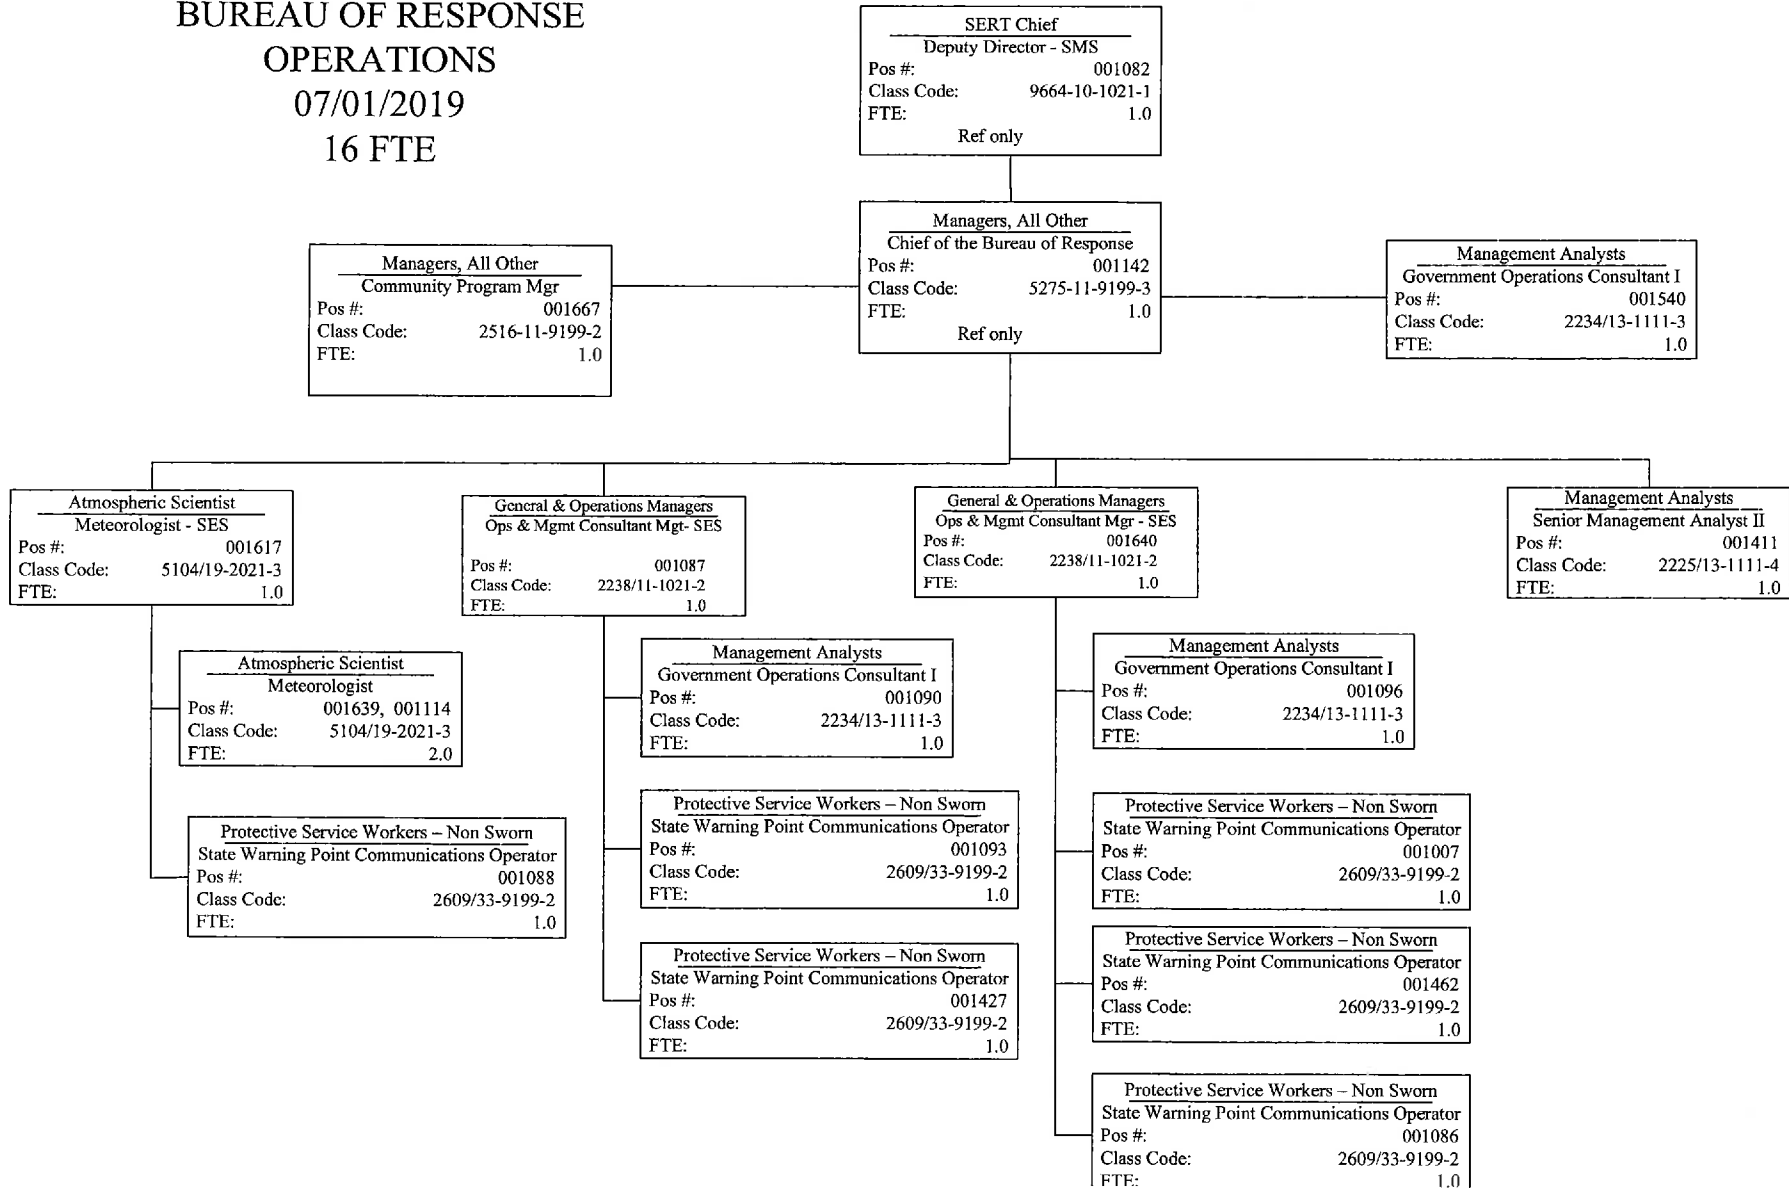 BUREAU OF RESPONSE
OPERATIONS
07/01/2019
16 FTE
SERT Chief
Deputy Director - SMS
Pos #: 001082
Class Code: 9664-10-1021-1
FTE: 1.0
Ref only
Managers, All Other
Chief of the Bureau of Response
Pos #: 001142
Class Code: 5275-11-9199-3
FTE: 1.0
Ref only
Managers, All Other
Community Program Mgr
Pos #: 001667
Class Code: 2516-11-9199-2
FTE: 1.0
Management Analysts
Government Operations Consultant I
Pos #: 001540
Class Code: 2234/13-1111-3
FTE: 1.0
Atmospheric Scientist
Meteorologist - SES
Pos #: 001617
Class Code: 5104/19-2021-3
FTE: 1.0
Atmospheric Scientist
Meteorologist
Pos #: 001639, 001114
Class Code: 5104/19-2021-3
FTE: 2.0
Protective Service Workers – Non Sworn
State Warning Point Communications Operator
Pos #: 001088
Class Code: 2609/33-9199-2
FTE: 1.0
General & Operations Managers
Ops & Mgmt Consultant Mgt- SES
Pos #: 001087
Class Code: 2238/11-1021-2
FTE: 1.0
Management Analysts
Government Operations Consultant I
Pos #: 001090
Class Code: 2234/13-1111-3
FTE: 1.0
Protective Service Workers – Non Sworn
State Warning Point Communications Operator
Pos #: 001093
Class Code: 2609/33-9199-2
FTE: 1.0
Protective Service Workers – Non Sworn
State Warning Point Communications Operator
Pos #: 001427
Class Code: 2609/33-9199-2
FTE: 1.0
General & Operations Managers
Ops & Mgmt Consultant Mgr - SES
Pos #: 001640
Class Code: 2238/11-1021-2
FTE: 1.0
Management Analysts
Government Operations Consultant I
Pos #: 001096
Class Code: 2234/13-1111-3
FTE: 1.0
Protective Service Workers – Non Sworn
State Warning Point Communications Operator
Pos #: 001007
Class Code: 2609/33-9199-2
FTE: 1.0
Protective Service Workers – Non Sworn
State Warning Point Communications Operator
Pos #: 001462
Class Code: 2609/33-9199-2
FTE: 1.0
Protective Service Workers – Non Sworn
State Warning Point Communications Operator
Pos #: 001086
Class Code: 2609/33-9199-2
FTE: 1.0
Management Analysts
Senior Management Analyst II
Pos #: 001411
Class Code: 2225/13-1111-4
FTE: 1.0